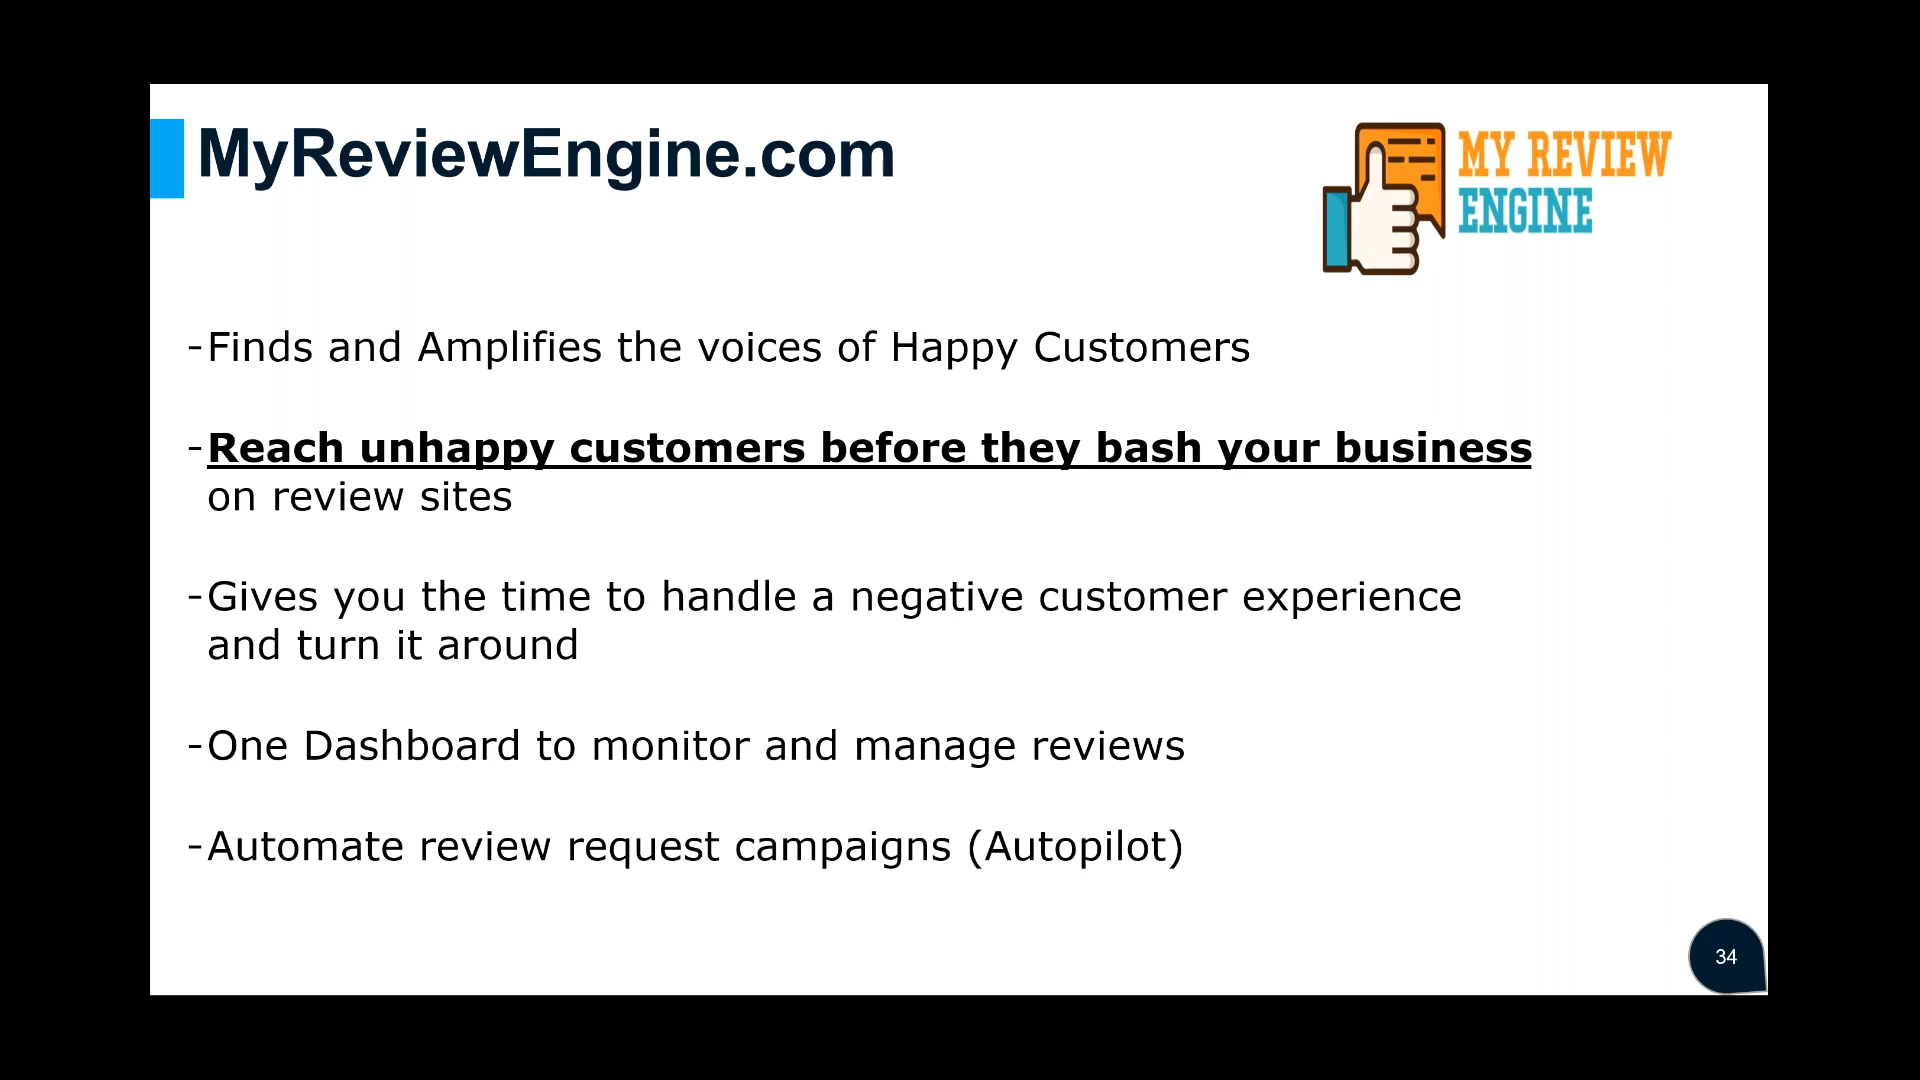 MyReviewEngine.com
MY REVIEW
ENGINE
-Finds and Amplifies the voices of Happy Customers
-Reach unhappy customers before they bash your business
on review sites
-Gives you the time to handle a negative customer experience
and turn it around
-One Dashboard to monitor and manage reviews
-Automate review request campaigns (Autopilot)
34